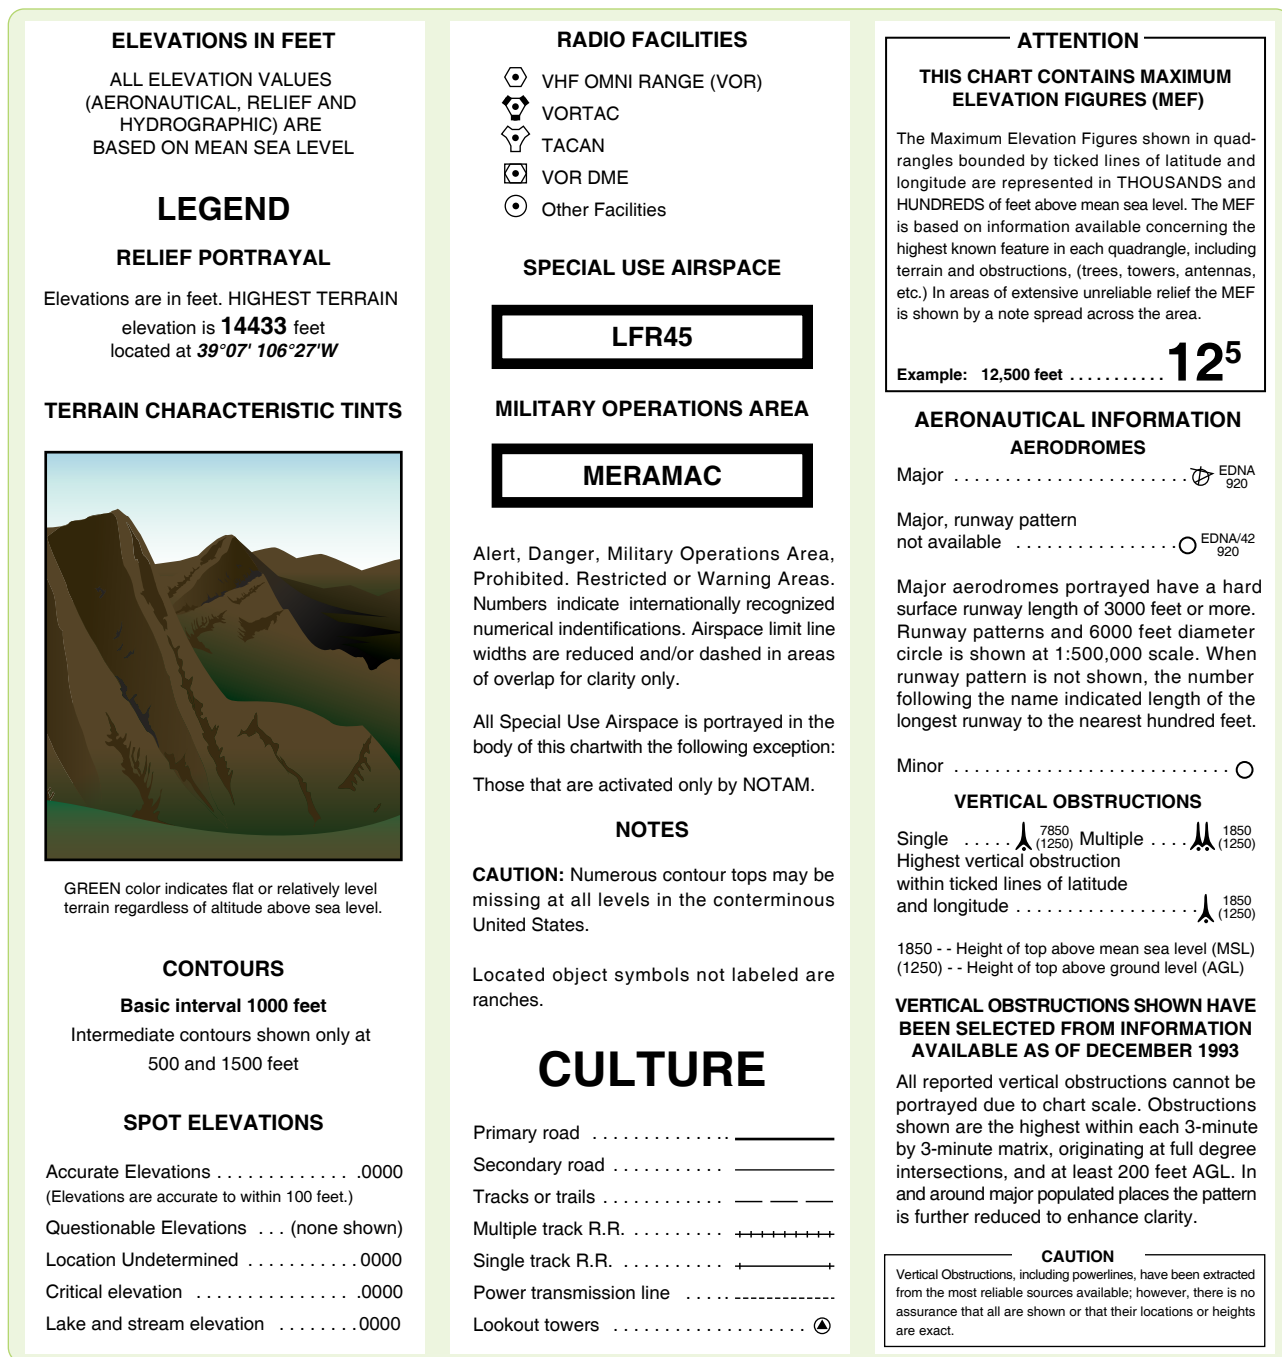 ELEVATIONS IN FEET
ALL ELEVATION VALUES
(AERONAUTICAL, RELIEF AND
HYDROGRAPHIC) ARE
BASED ON MEAN SEA LEVEL
LEGEND
RELIEF PORTRAYAL
Elevations are in feet. HIGHEST TERRAIN
elevation is 14433 feet
located at 39°07' 106°27'W
TERRAIN CHARACTERISTIC TINTS
GREEN color indicates flat or relatively level
terrain regardless of altitude above sea level.
CONTOURS
Basic interval 1000 feet
Intermediate contours shown only at
500 and 1500 feet
SPOT ELEVATIONS
Accurate Elevations . . . . . . . . . . . . . .0000
(Elevations are accurate to within 100 feet.)
Questionable Elevations . . . (none shown)
Location Undetermined . . . . . . . . . . . 0000
Critical elevation . . . . . . . . . . . . . . .0000
Lake and stream elevation . . . . . . . .0000
RADIO FACILITIES
VHF OMNI RANGE (VOR)
VORTAC
TACAN
VOR DME
Other Facilities
SPECIAL USE AIRSPACE
LFR45
MILITARY OPERATIONS AREA
MERAMAC
Alert, Danger, Military Operations Area,
Prohibited. Restricted or Warning Areas.
Numbers indicate internationally recognized
numerical indentifications. Airspace limit line
widths are reduced and/or dashed in areas
of overlap for clarity only.
All Special Use Airspace is portrayed in the
body of this chartwith the following exception:
Those that are activated only by NOTAM.
NOTES
CAUTION: Numerous contour tops may be
missing at all levels in the conterminous
United States.
Located object symbols not labeled are
ranches.
CULTURE
Primary road . . . . . . . . . . . . . .
Secondary road . . . . . . . . . . .
Tracks or trails . . . . . . . . . . . .
Multiple track R.R. . . . . . . . . .
Single track R.R. . . . . . . . . . .
Power transmission line . . . . .
Lookout towers . . . . . . . . . . . . . . . . . . .
ATTENTION
THIS CHART CONTAINS MAXIMUM
ELEVATION FIGURES (MEF)
The Maximum Elevation Figures shown in quad-
rangles bounded by ticked lines of latitude and
longitude are represented in THOUSANDS and
HUNDREDS of feet above mean sea level. The MEF
is based on information available concerning the
highest known feature in each quadrangle, including
terrain and obstructions, (trees, towers, antennas,
etc.) In areas of extensive unreliable relief the MEF
is shown by a note spread across the area.
Example: 12,500 feet . . . . . . . . . . . 12⁵
AERONAUTICAL INFORMATION
AERODROMES
Major . . . . . . . . . . . . . . . . . . . . . . . EDNA
920
Major, runway pattern
not available . . . . . . . . . . . . . . . . EDNA/42
920
Major aerodromes portrayed have a hard
surface runway length of 3000 feet or more.
Runway patterns and 6000 feet diameter
circle is shown at 1:500,000 scale. When
runway pattern is not shown, the number
following the name indicated length of the
longest runway to the nearest hundred feet.
Minor . . . . . . . . . . . . . . . . . . . . . . . . . . .
VERTICAL OBSTRUCTIONS
Single . . . . . 7850 (1250) Multiple . . . . 1850 (1250)
Highest vertical obstruction
within ticked lines of latitude
and longitude . . . . . . . . . . . . . . . . . . 1850 (1250)
1850 - - Height of top above mean sea level (MSL)
(1250) - - Height of top above ground level (AGL)
VERTICAL OBSTRUCTIONS SHOWN HAVE
BEEN SELECTED FROM INFORMATION
AVAILABLE AS OF DECEMBER 1993
All reported vertical obstructions cannot be
portrayed due to chart scale. Obstructions
shown are the highest within each 3-minute
by 3-minute matrix, originating at full degree
intersections, and at least 200 feet AGL. In
and around major populated places the pattern
is further reduced to enhance clarity.
CAUTION
Vertical Obstructions, including powerlines, have been extracted
from the most reliable sources available; however, there is no
assurance that all are shown or that their locations or heights
are exact.